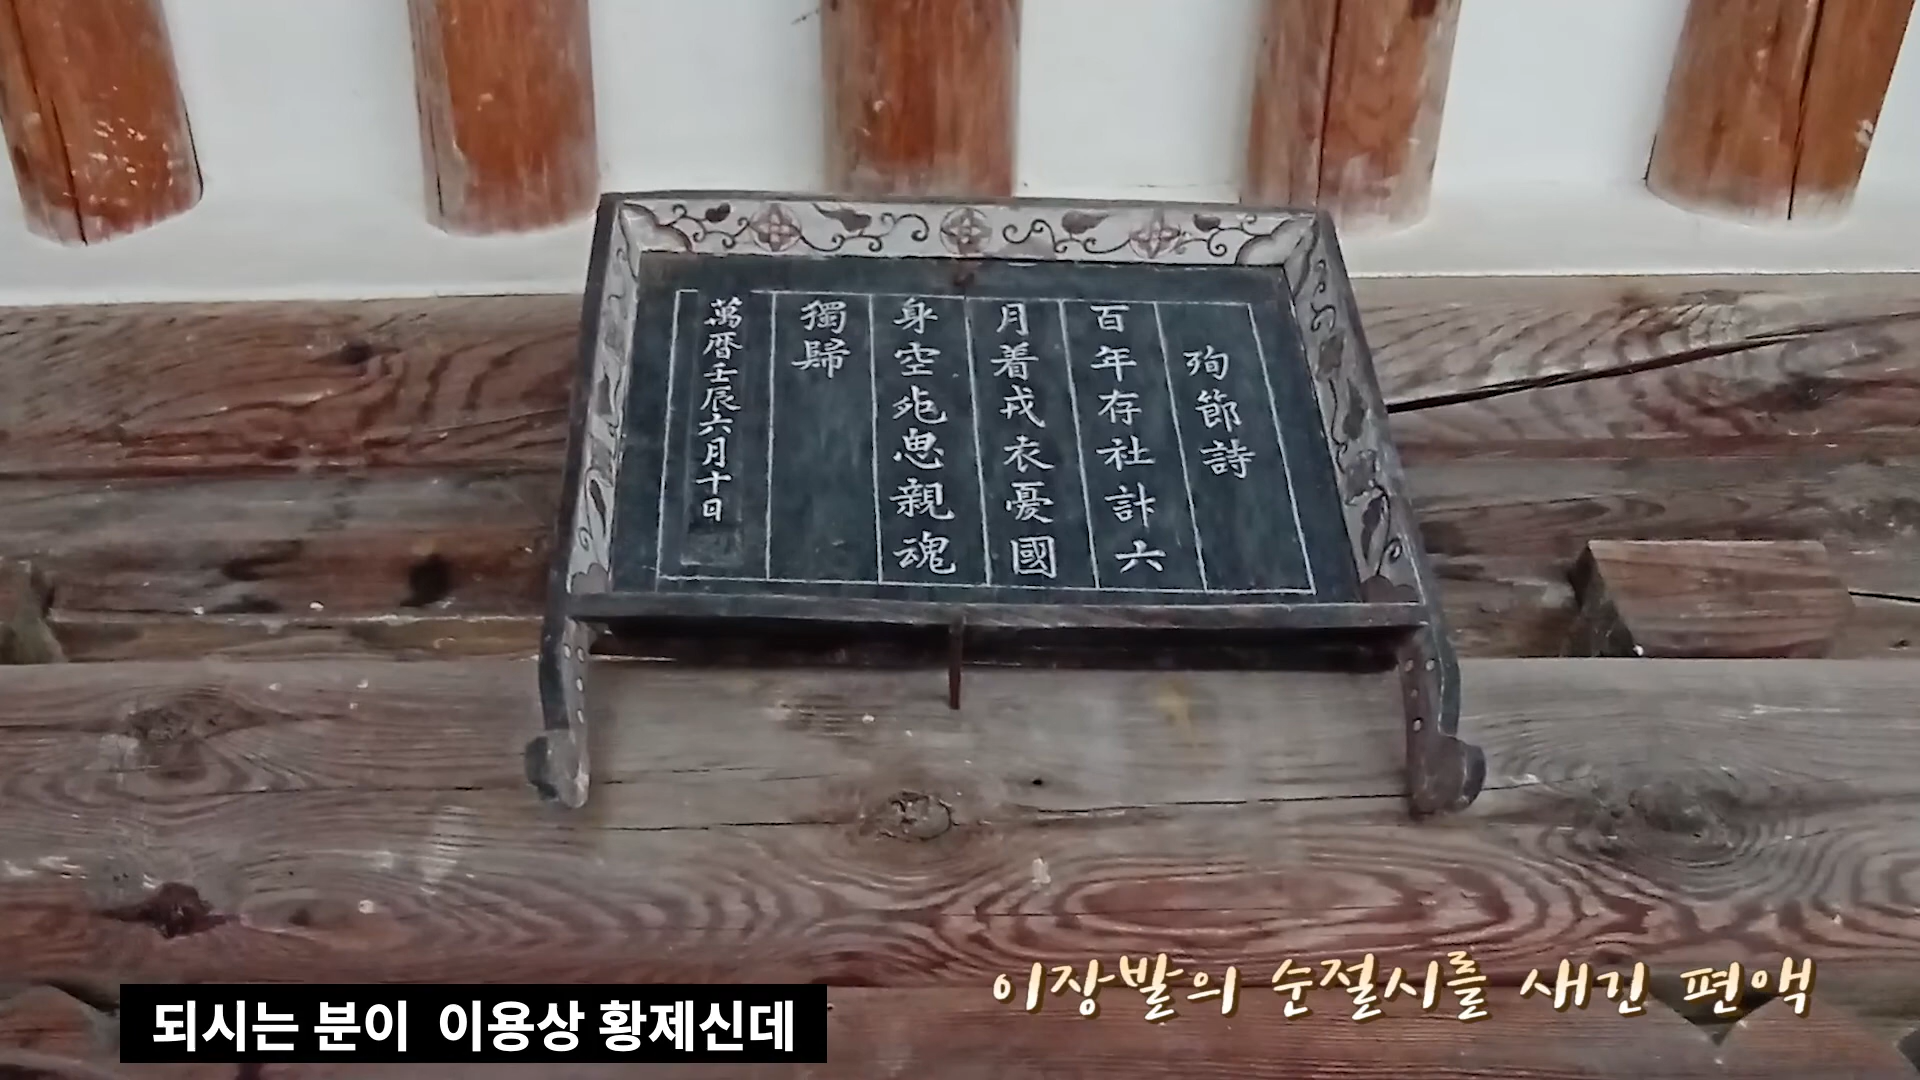 殉節詩
百年存社計六
月着戎衣憂國
身空死思親魂
獨歸
萬曆壬辰六月十日
이장발의 순절시를 새긴 편액
되시는 분이 이용상 황제신데